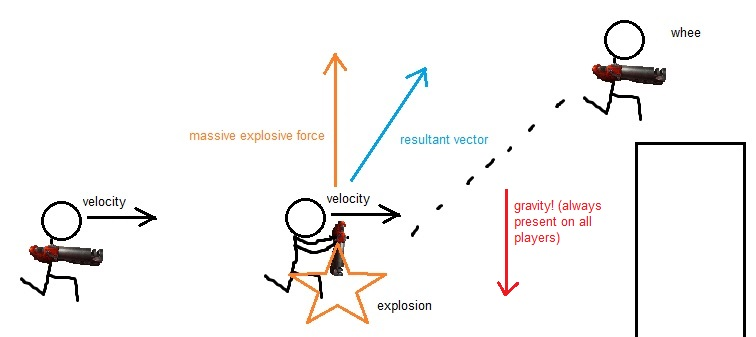 whee
massive explosive force
resultant vector
velocity
velocity
gravity! (always
present on all
players)
explosion